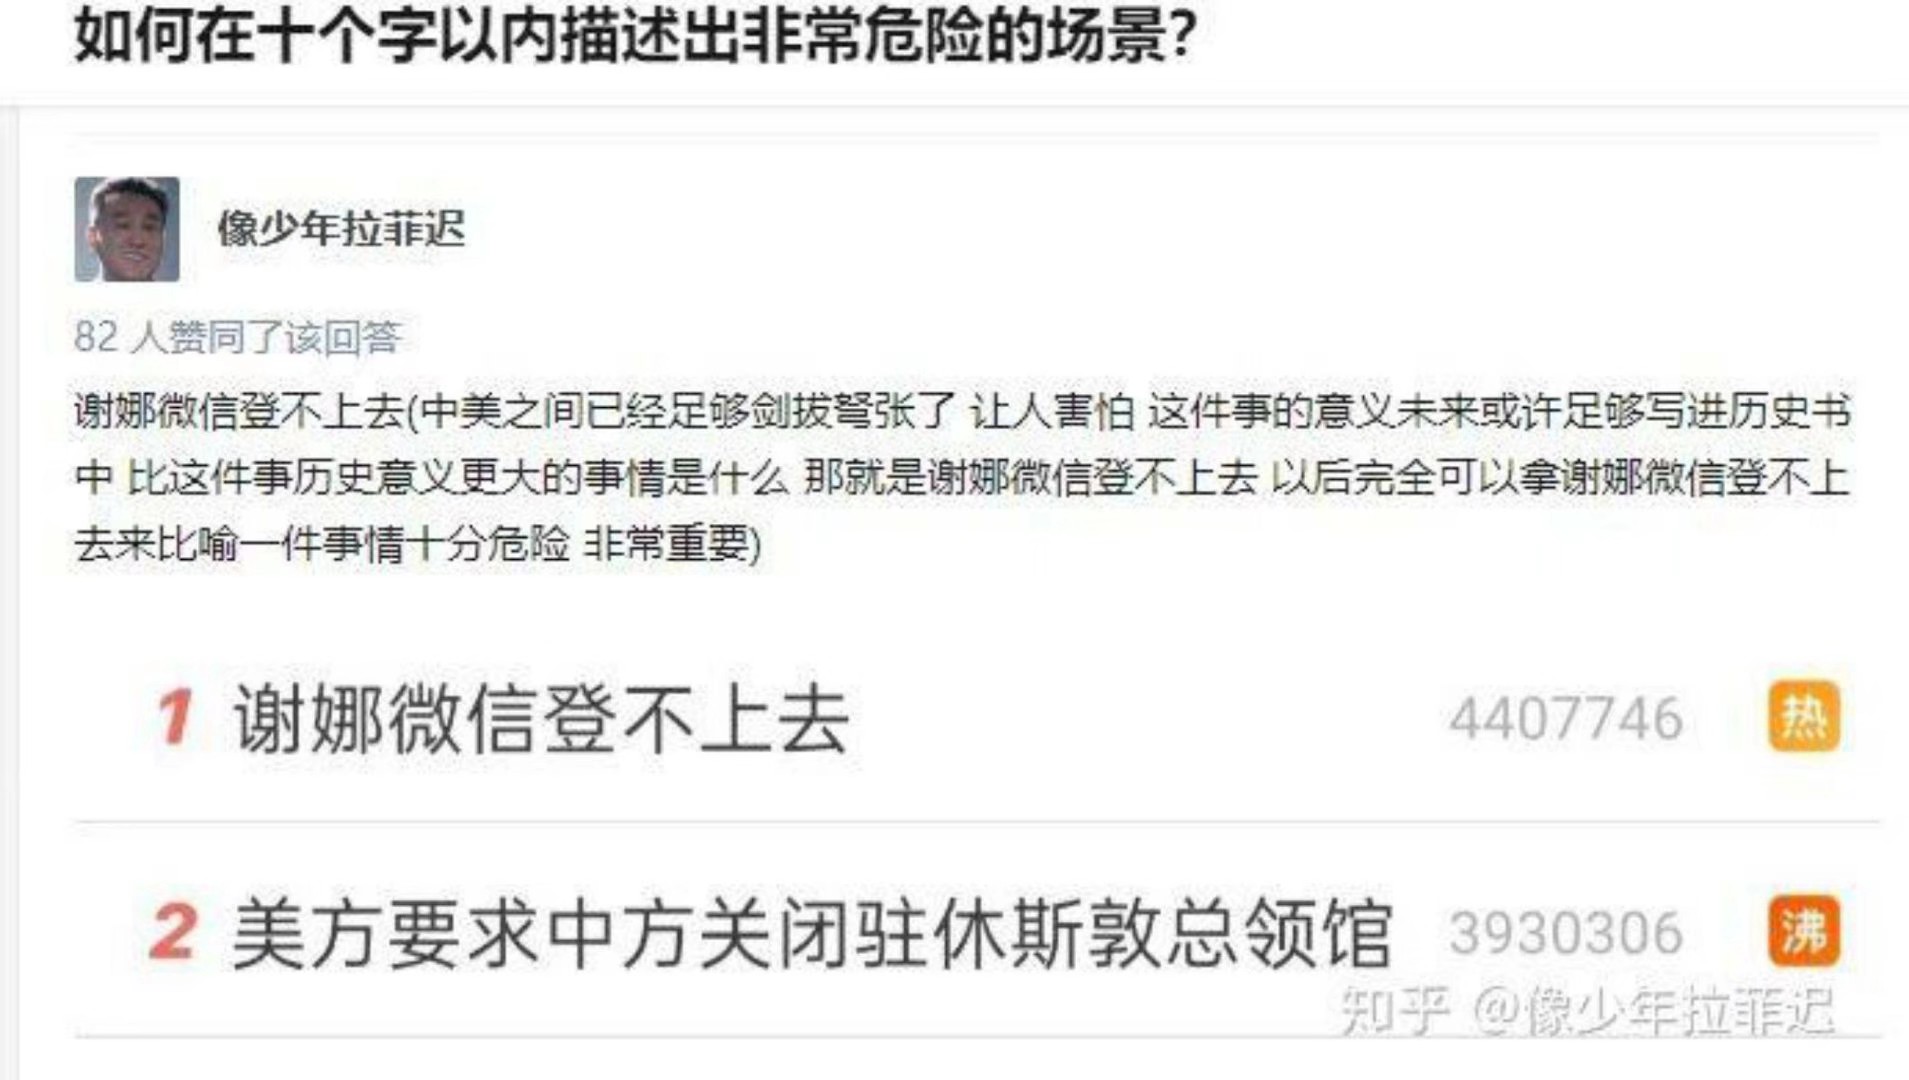 如何在十个字以内描述出非常危险的场景?
像少年拉菲迟
82 人赞同了该回答
谢娜微信登不上去(中美之间已经足够剑拔弩张了 让人害怕 这件事的意义未来或许足够写进历史书
中 比这件事历史意义更大的事情是什么 那就是谢娜微信登不上去 以后完全可以拿谢娜微信登不上
去来比喻一件事情十分危险 非常重要)
1 谢娜微信登不上去 4407746 热
2 美方要求中方关闭驻休斯敦总领馆 3930306 沸
知乎 @像少年拉菲迟